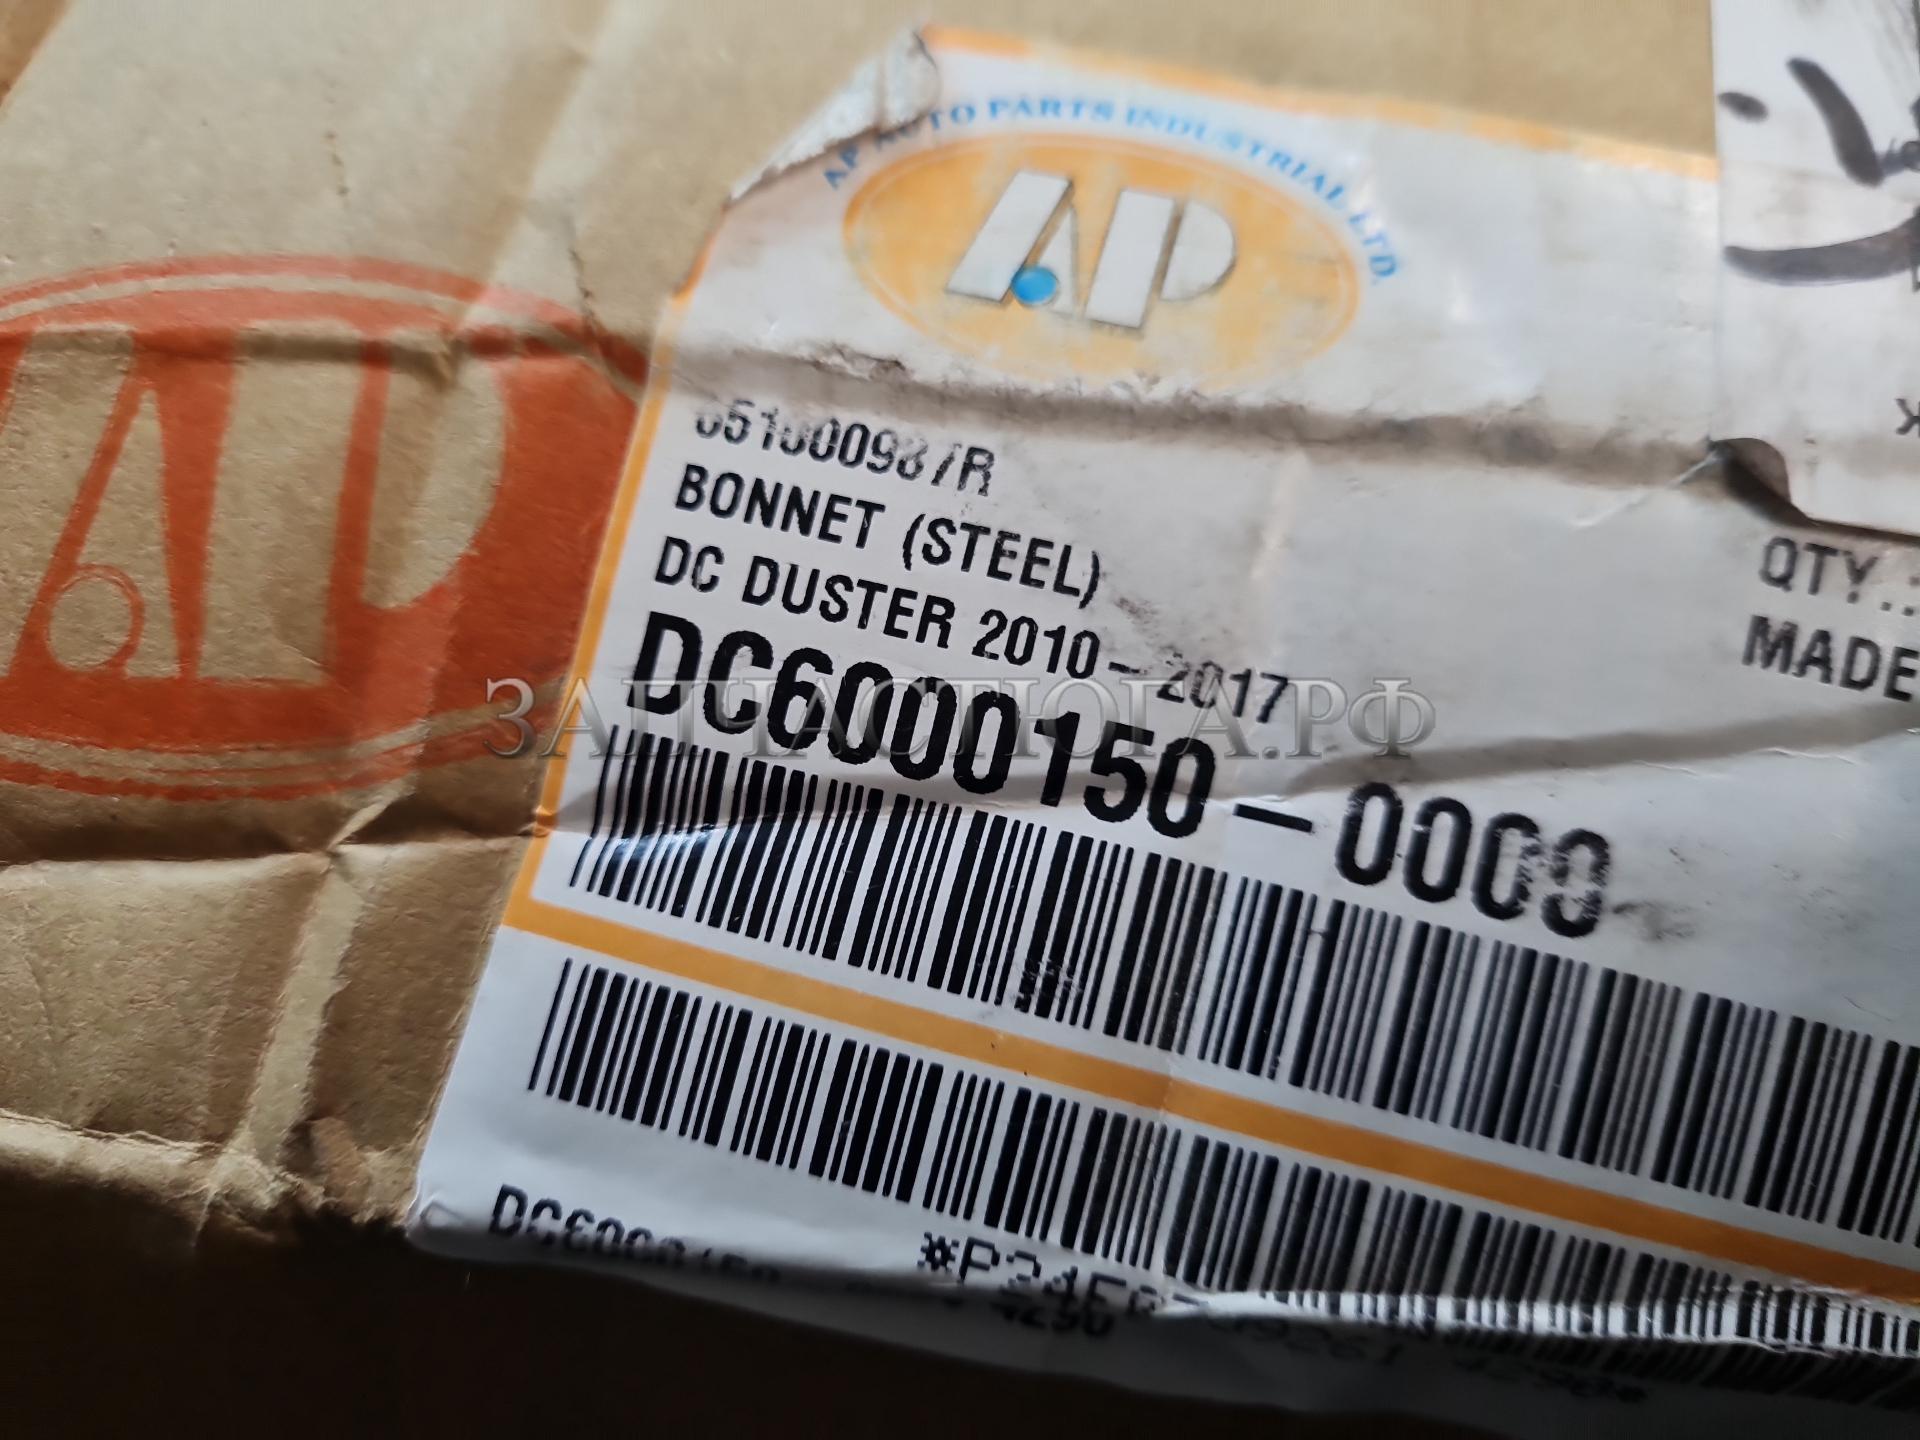 AP AUTO PARTS INDUSTRIAL LTD.
AP
AP
651000987R
BONNET (STEEL)
DC DUSTER 2010-2017
DC6000150-0000
QTY.:
MADE
ЗАПЧАСТЮГА.РФ